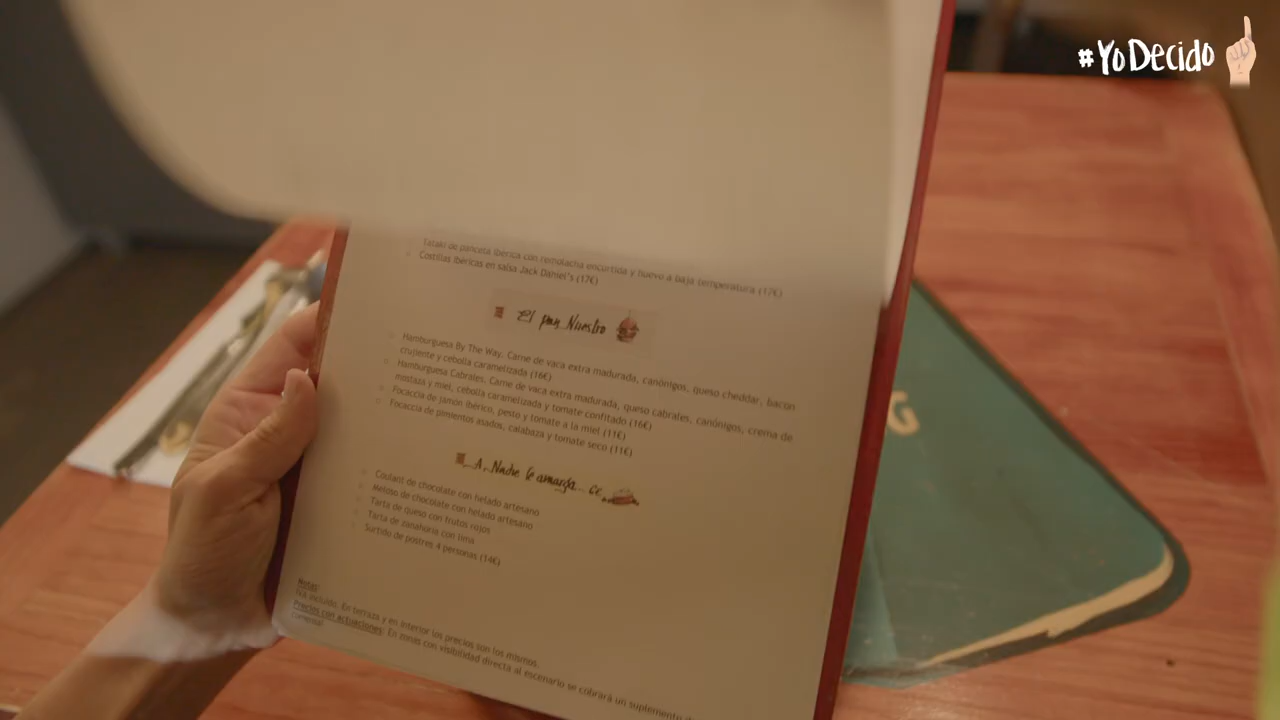 #YoDecido
Tataki de panceta ibérica con remolacha encurtida y huevo a baja temperatura (17€)
Costillas ibéricas en salsa Jack Daniel's (17€)
El pan Nuestro
Hamburguesa By The Way. Carne de vaca extra madurada, canónigos, queso cheddar, bacon
crujiente y cebolla caramelizada (16€)
Hamburguesa Cabrales. Carne de vaca extra madurada, queso cabrales, canónigos, crema de
mostaza y miel, cebolla caramelizada y tomate confitado (16€)
Focaccia de jamón ibérico, pesto y tomate a la miel (11€)
Focaccia de pimientos asados, calabaza y tomate seco (11€)
A Nadie le amarga
Coulant de chocolate con helado artesano
Meloso de chocolate con helado artesano
Tarta de queso con frutos rojos
Tarta de zanahoria con lima
Surtido de postres 4 personas (14€)
Notas:
IVA incluido. En terraza y en interior los precios son los mismos.
Precios con actuaciones: En zonas con visibilidad directa al escenario se cobrará un suplemento
comensal
G